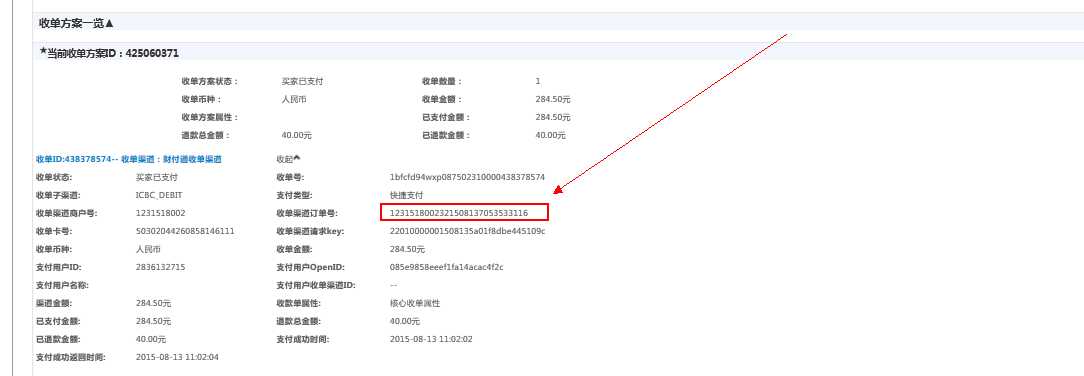 收单方案一览▲
★当前收单方案ID：425060371
收单方案状态： 买家已支付 收单数量： 1
收单币种： 人民币 收单金额： 284.50元
收单方案属性： 已支付金额： 284.50元
退款总金额： 40.00元 已退款金额： 40.00元
收单ID:438378574-- 收单渠道：财付通收单渠道 收起
收单状态: 买家已支付 收单号: 1bfcfd94wxp087502310000438378574
收单子渠道: ICBC_DEBIT 支付类型: 快捷支付
收单渠道商户号: 1231518002 收单渠道订单号: 1231518002321508137053533116
收单卡号: 50302044260858146111 收单渠道请求key: 22010000001508135a01f8dbe445109c
收单币种: 人民币 收单金额: 284.50元
支付用户ID: 2836132715 支付用户OpenID: 085e9858eeef1fa14acac4f2c
支付用户名称: 支付用户收单渠道ID: --
渠道金额: 284.50元 收款单属性: 核心收单属性
已支付金额: 284.50元 退款总金额: 40.00元
已退款金额: 40.00元 支付成功时间: 2015-08-13 11:02:02
支付成功返回时间: 2015-08-13 11:02:04